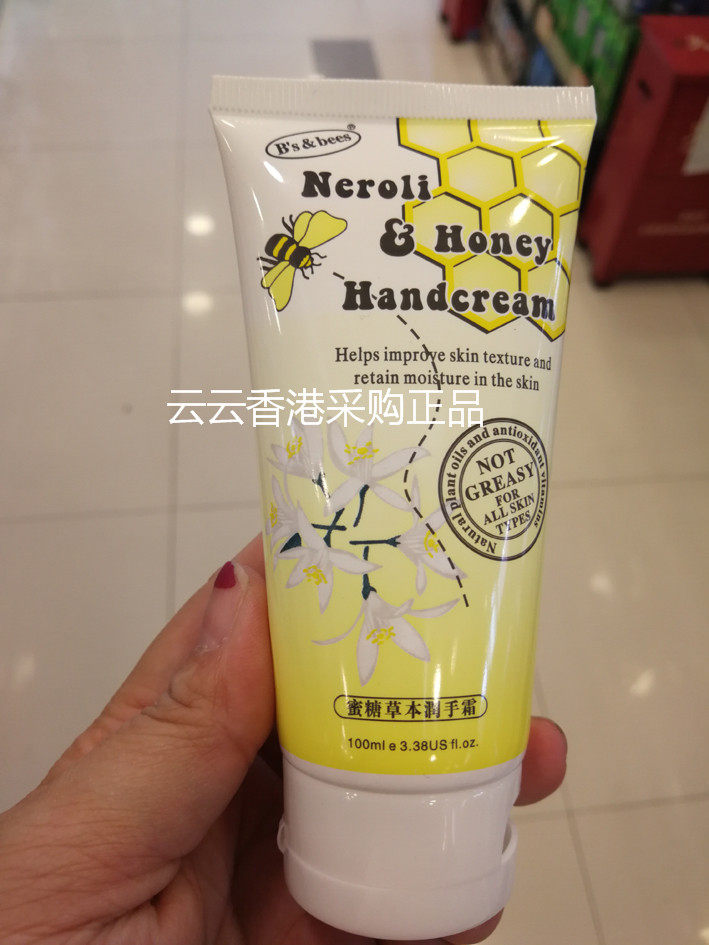 B's & bees®
Neroli
& Honey
Handcream
Helps improve skin texture and
retain moisture in the skin
云云香港采购正品
Natural plant oils and antioxidant vitamins
NOT
GREASY
FOR
ALL SKIN
TYPES
蜜糖草本潤手霜
100ml e 3.38US fl.oz.